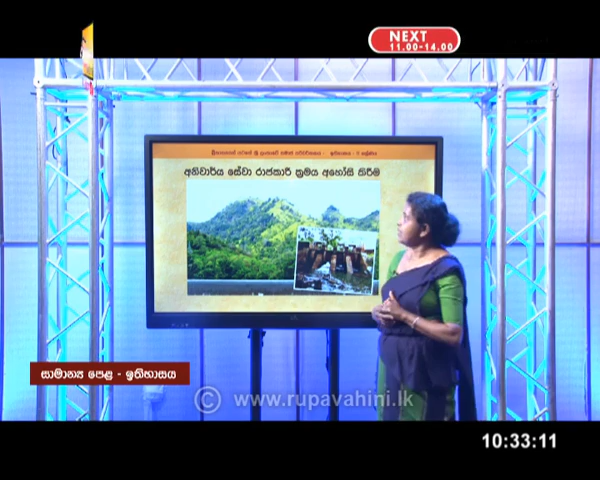 NEXT
11.00-14.00
අනිවාර්ය සේවා රාජකාරි ක්‍රමය අහෝසි කිරීම
සාමාන්‍ය පෙළ - ඉතිහාසය
© www.rupavahini.lk
10:33:11